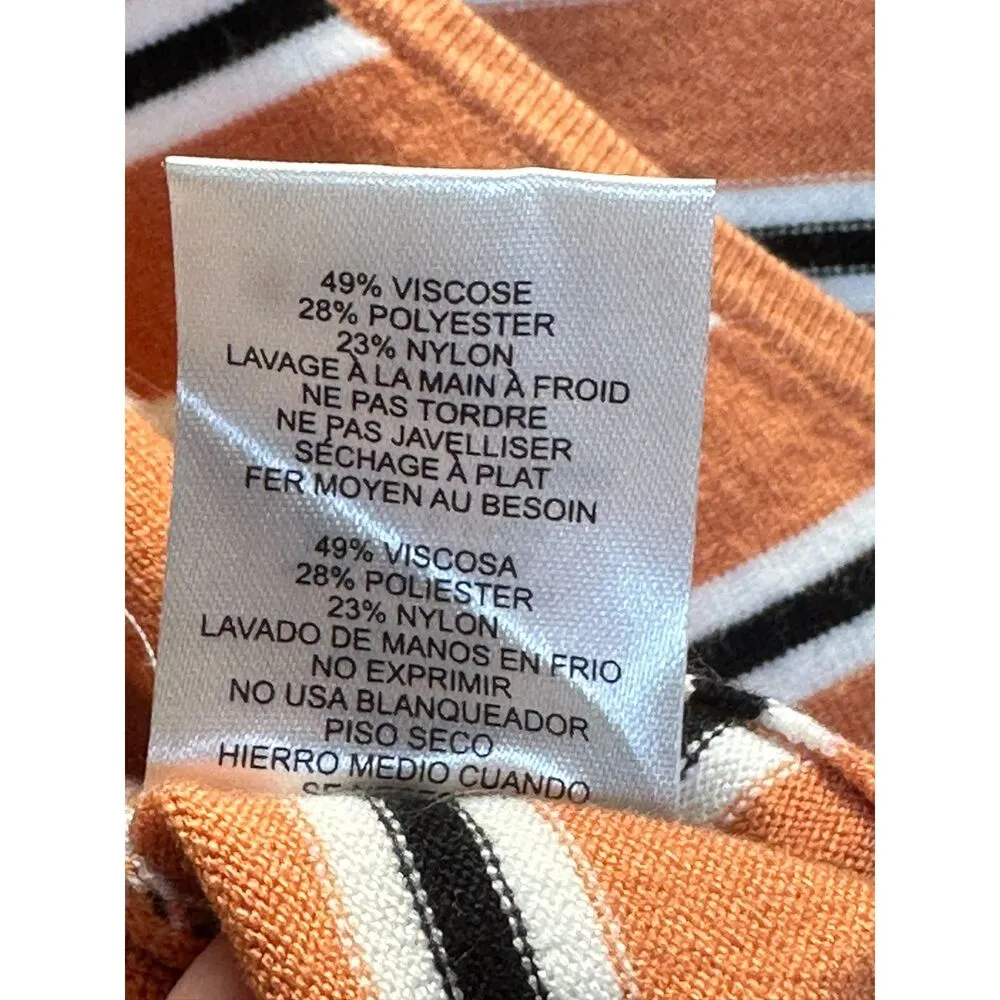 49% VISCOSE
28% POLYESTER
23% NYLON
LAVAGE À LA MAIN À FROID
NE PAS TORDRE
NE PAS JAVELLISER
SÉCHAGE À PLAT
FER MOYEN AU BESOIN
49% VISCOSA
28% POLIESTER
23% NYLON
LAVADO DE MANOS EN FRIO
NO EXPRIMIR
NO USA BLANQUEADOR
PISO SECO
HIERRO MEDIO CUANDO